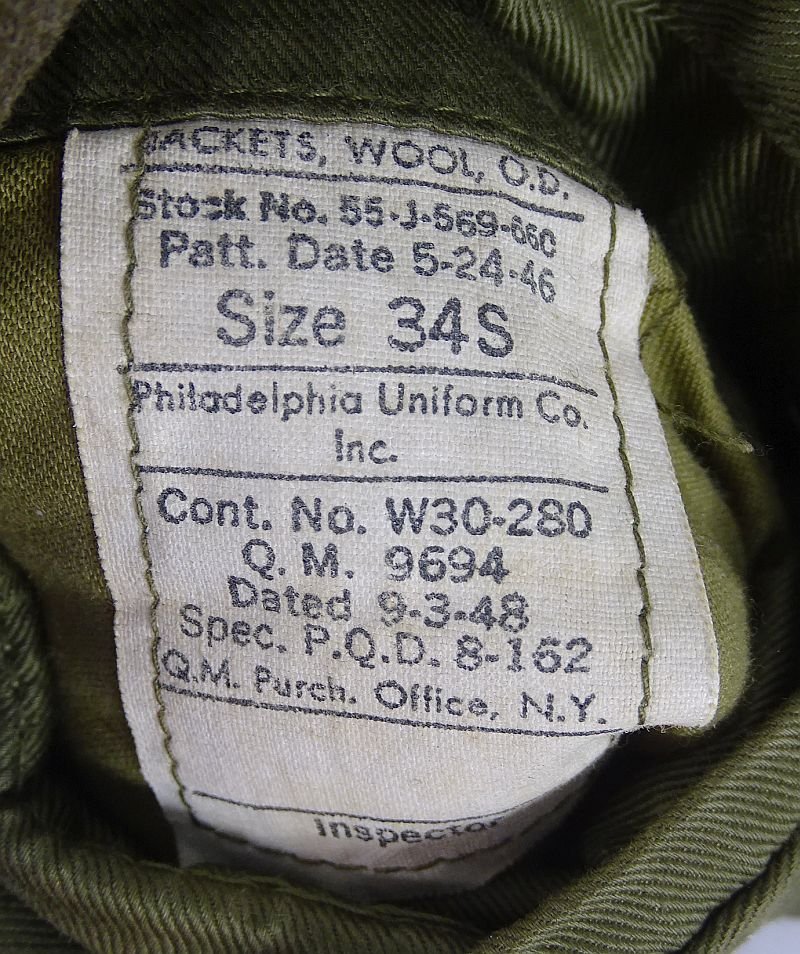 JACKETS, WOOL, O.D.
Stock No. 55-J-569-660
Patt. Date 5-24-46
Size 34S
Philadelphia Uniform Co.
Inc.
Cont. No. W30-280
Q.M. 9694
Dated 9-3-48
Spec. P.Q.D. 8-162
Q.M. Purch. Office, N.Y.
Inspector